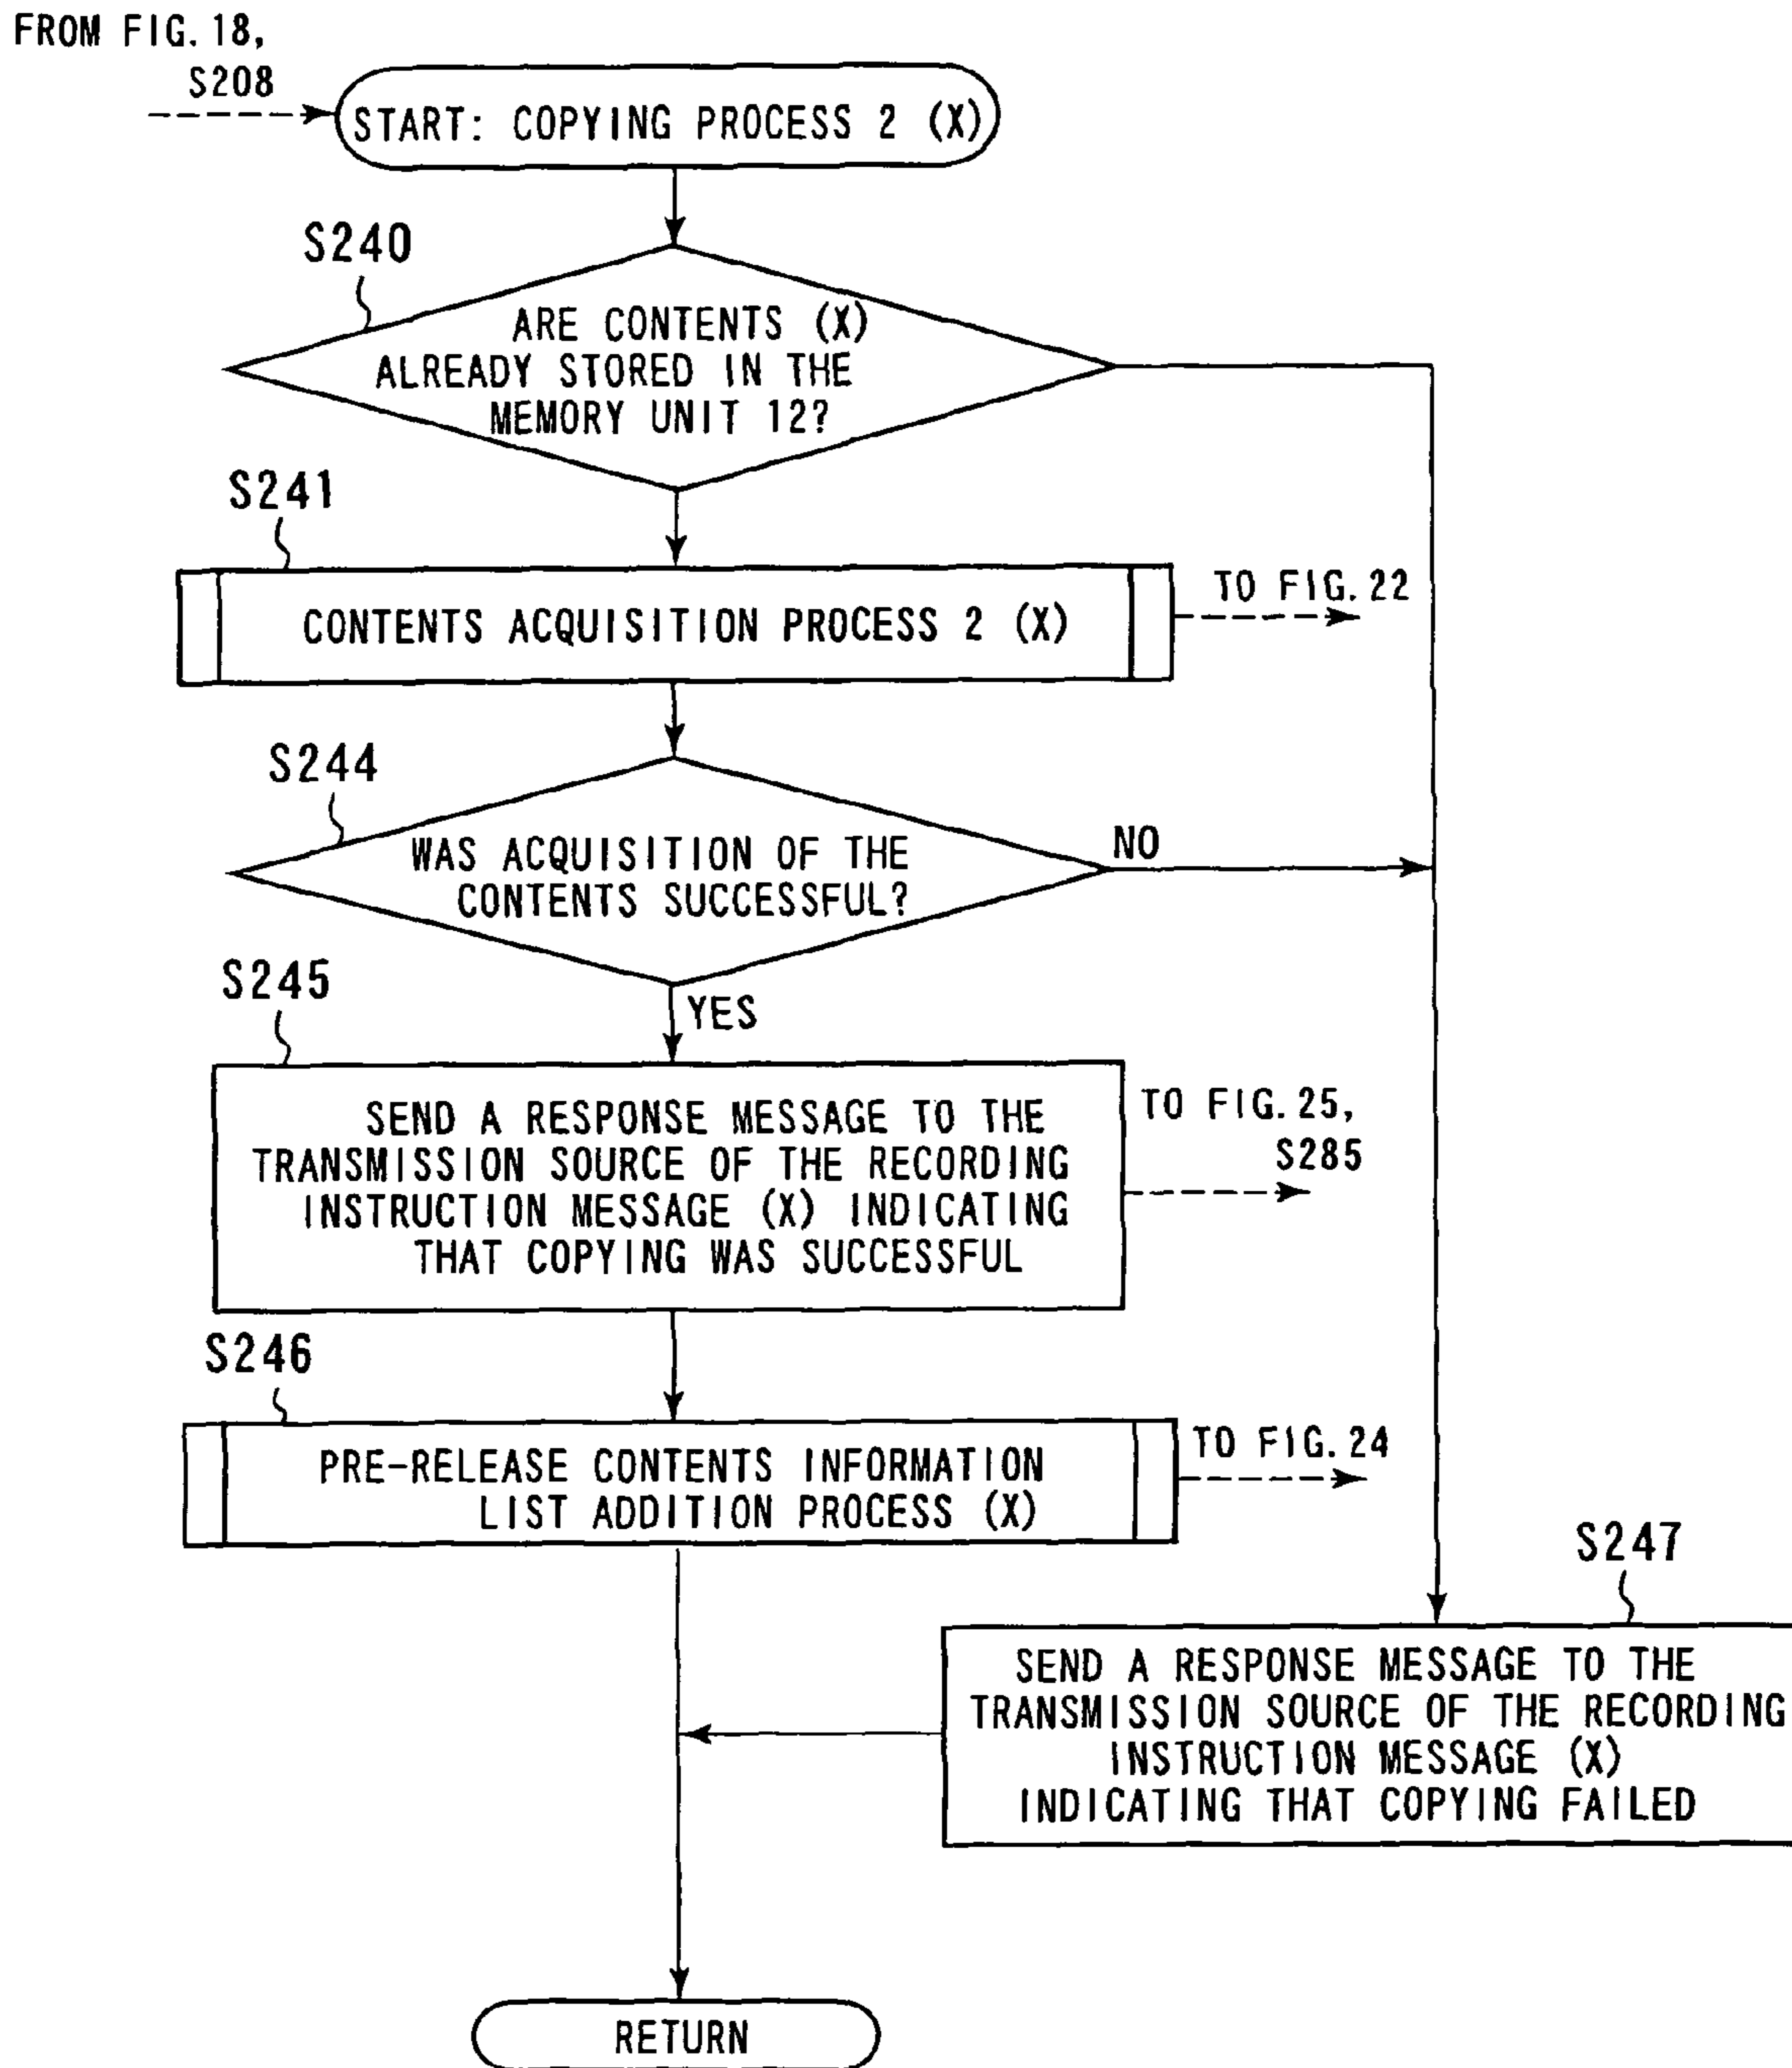 FROM FIG. 18,
S208
START: COPYING PROCESS 2 (X)
S240
ARE CONTENTS (X)
ALREADY STORED IN THE
MEMORY UNIT 12?
S241
CONTENTS ACQUISITION PROCESS 2 (X)
TO FIG. 22
S244
WAS ACQUISITION OF THE
CONTENTS SUCCESSFUL?
NO
YES
S245
SEND A RESPONSE MESSAGE TO THE
TRANSMISSION SOURCE OF THE RECORDING
INSTRUCTION MESSAGE (X) INDICATING
THAT COPYING WAS SUCCESSFUL
TO FIG. 25,
S285
S246
PRE-RELEASE CONTENTS INFORMATION
LIST ADDITION PROCESS (X)
TO FIG. 24
S247
SEND A RESPONSE MESSAGE TO THE
TRANSMISSION SOURCE OF THE RECORDING
INSTRUCTION MESSAGE (X)
INDICATING THAT COPYING FAILED
RETURN